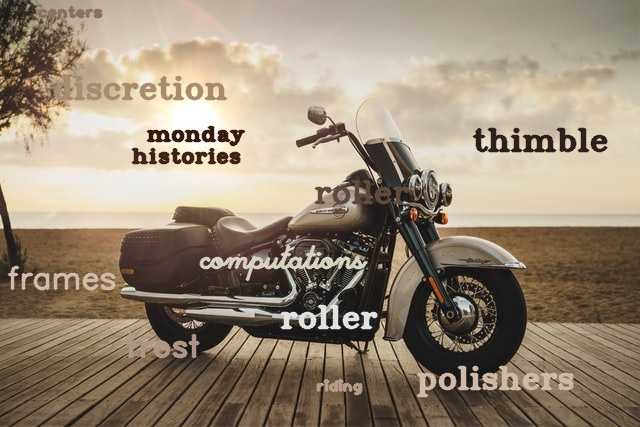 centers
discretion
monday
histories
thimble
roller
computations
frames
roller
frost
riding
polishers